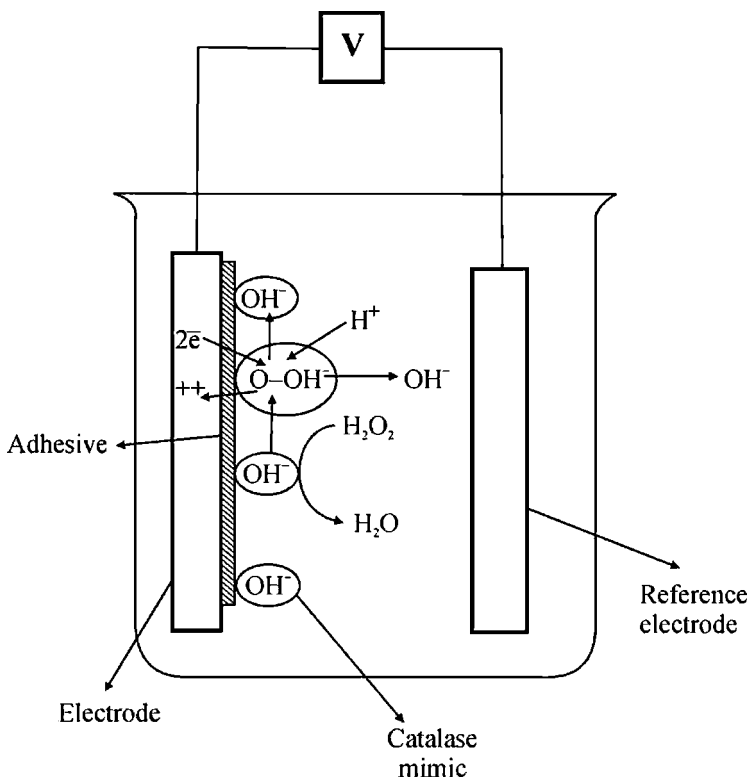 V
OH⁻
H⁺
2e̅
O–OH⁻
OH⁻
++
Adhesive
H₂O₂
OH⁻
H₂O
OH⁻
Reference
electrode
Electrode
Catalase
mimic